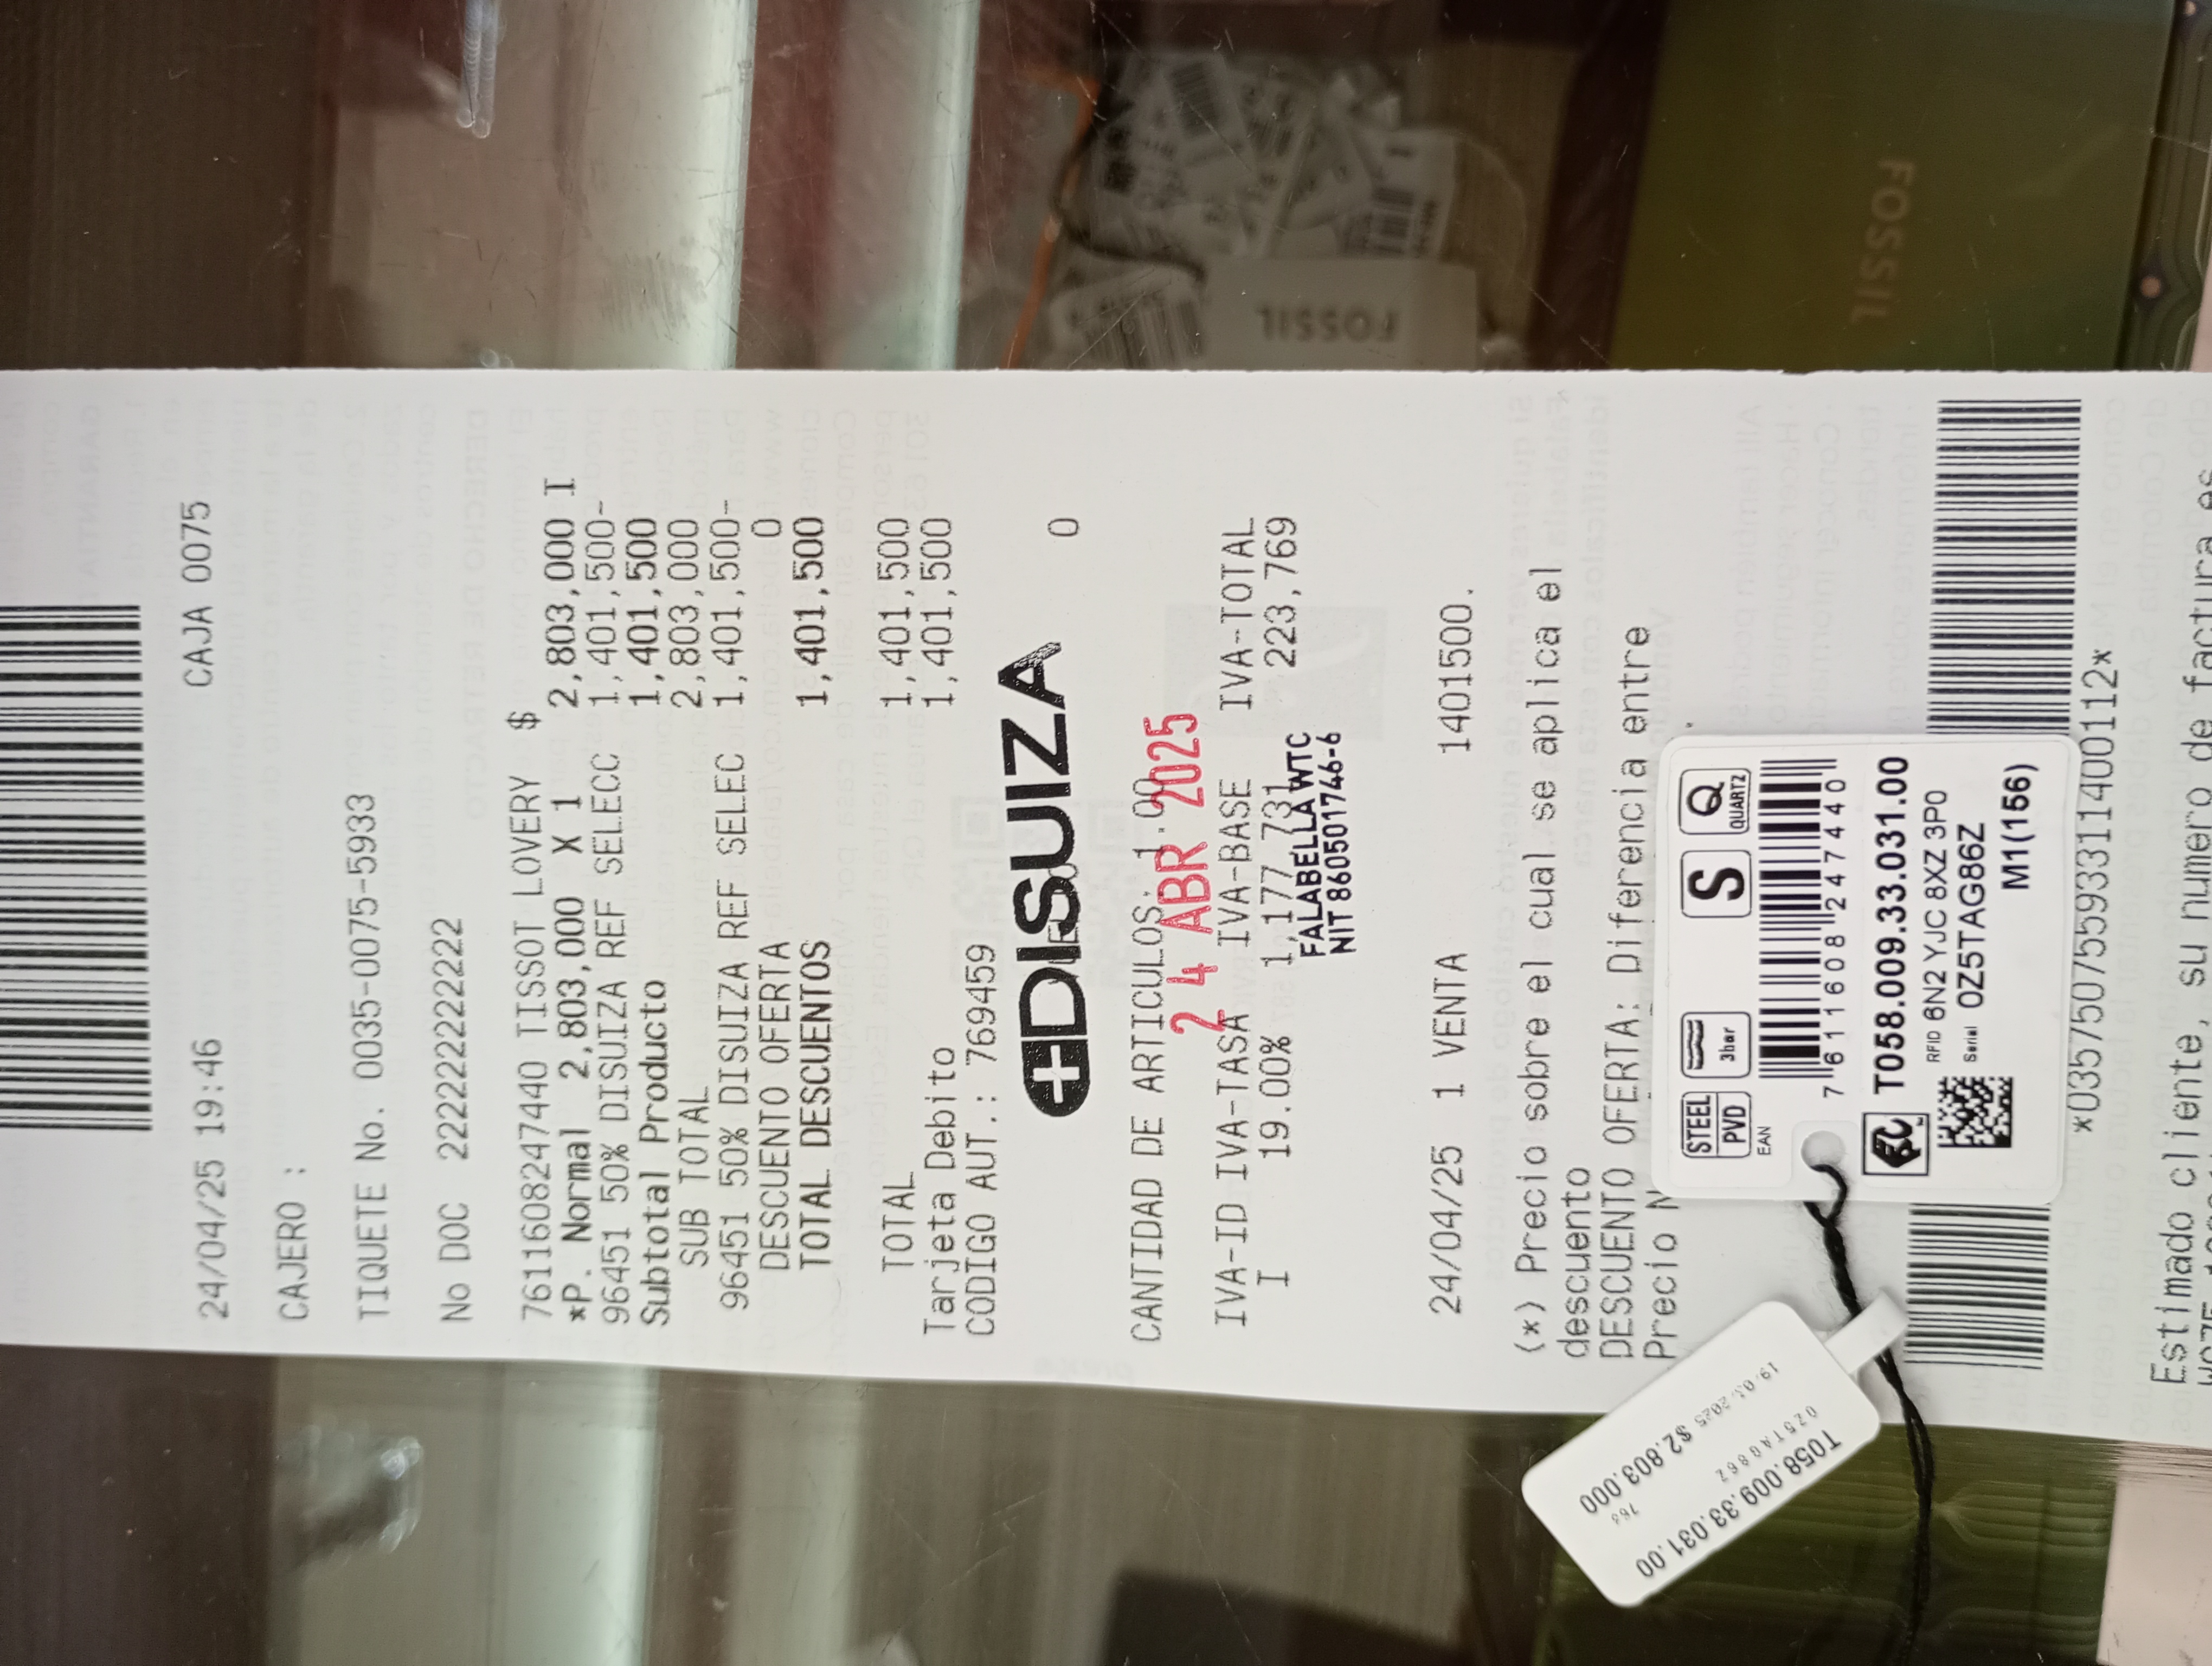 24/04/25 19:46 CAJA 0075
CAJERO :
TIQUETE No. 0035-0075-5933
No DOC 222222222222
7611608247440 TISSOT LOVERY $ 2,803,000 I
*P. Normal 2,803,000 X 1
96451 50% DISUIZA REF SELECC 1,401,500-
Subtotal Producto 1,401,500
SUB TOTAL 2,803,000
96451 50% DISUIZA REF SELEC 1,401,500-
DESCUENTO OFERTA 0
TOTAL DESCUENTOS 1,401,500
TOTAL 1,401,500
Tarjeta Debito 1,401,500
CODIGO AUT.: 769459
0
DISUIZA
CANTIDAD DE ARTICULOS: 1.00
24 ABR 2025
IVA-ID IVA-TASA IVA-BASE IVA-TOTAL
I 19.00% 1,177,731 223,769
FALABELLA WTC
NIT 860501746-6
24/04/25 1 VENTA 1401500.
(*) Precio sobre el cual se aplica el
descuento
DESCUENTO OFERTA: Diferencia entre
Precio N
STEEL
PVD
3bar
S
Q
QUARTZ
EAN
7 611608 247440
T058.009.33.031.00
RFID 6N2 YJC 8XZ 3P0
Serial 0Z5TAG86Z
M1(156)
*03575075593311400112*
Estimado cliente, su numero de factura es
T058.009.33.031.00
0Z5TAG86Z
19.03.2025 $2.803.000
FOSSIL
FOSSIL